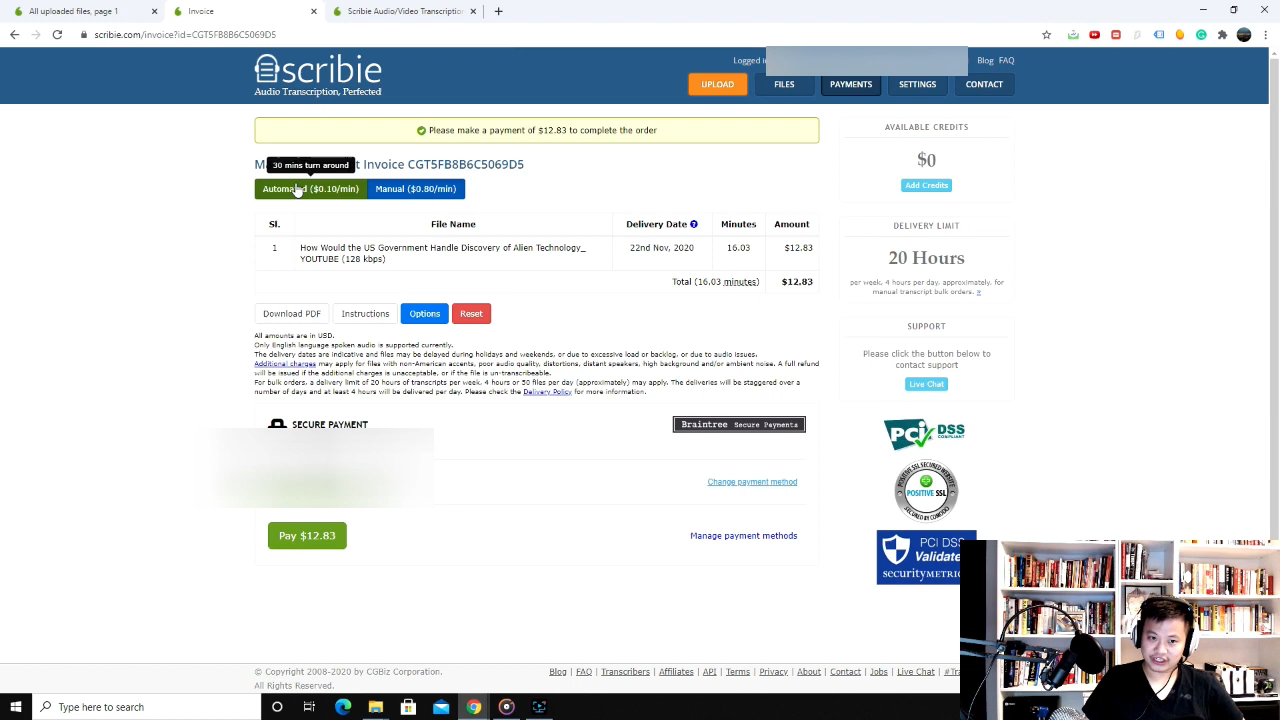 All uploaded files, page 1
Invoice
Scribie Audio/Video Transcription
scribie.com/invoice?id=CGT5FB8B6C5069D5
scribie
Audio Transcription, Perfected
Logged
Blog FAQ
UPLOAD
FILES
PAYMENTS
SETTINGS
CONTACT
Please make a payment of $12.83 to complete the order
30 mins turn around
Invoice CGT5FB8B6C5069D5
Automated ($0.10/min)
Manual ($0.80/min)
Sl. File Name Delivery Date Minutes Amount
1 How Would the US Government Handle Discovery of Alien Technology_ 22nd Nov, 2020 16.03 $12.83
YOUTUBE (128 kbps)
Total (16.03 minutes) $12.83
Download PDF
Instructions
Options
Reset
All amounts are in USD.
Only English language spoken audio is supported currently.
The delivery dates are indicative and files may be delayed during holidays and weekends, or due to excessive load or backlog, or due to audio issues.
Additional charges may apply for files with non-American accents, poor audio quality, distortions, distant speakers, high background and/or ambient noise. A full refund
will be issued if the additional charges is unacceptable, or if the file is un-transcribeable.
For bulk orders, a delivery limit of 20 hours of transcripts per week, 4 hours or 50 files per day (approximately) may apply. The deliveries will be staggered over a
number of days and at least 4 hours will be delivered per day. Please check the Delivery Policy for more information.
SECURE PAYMENT
Braintree Secure Payments
Change payment method
Pay $12.83
Manage payment methods
AVAILABLE CREDITS
$0
Add Credits
DELIVERY LIMIT
20 Hours
per week, 4 hours per day, approximately, for
manual transcript bulk orders. »
SUPPORT
Please click the button below to
contact support
Live Chat
PCI DSS
COMPLIANT
POSITIVE SSL
SECURED BY COMODO
PCI DSS
Validate
securityMETRIC
© Copyright 2008-2020 by CGBiz Corporation.
All Rights Reserved.
Blog | FAQ | Transcribers | Affiliates | API | Terms | Privacy | About | Contact | Jobs | Live Chat | #Tra
Type here to search